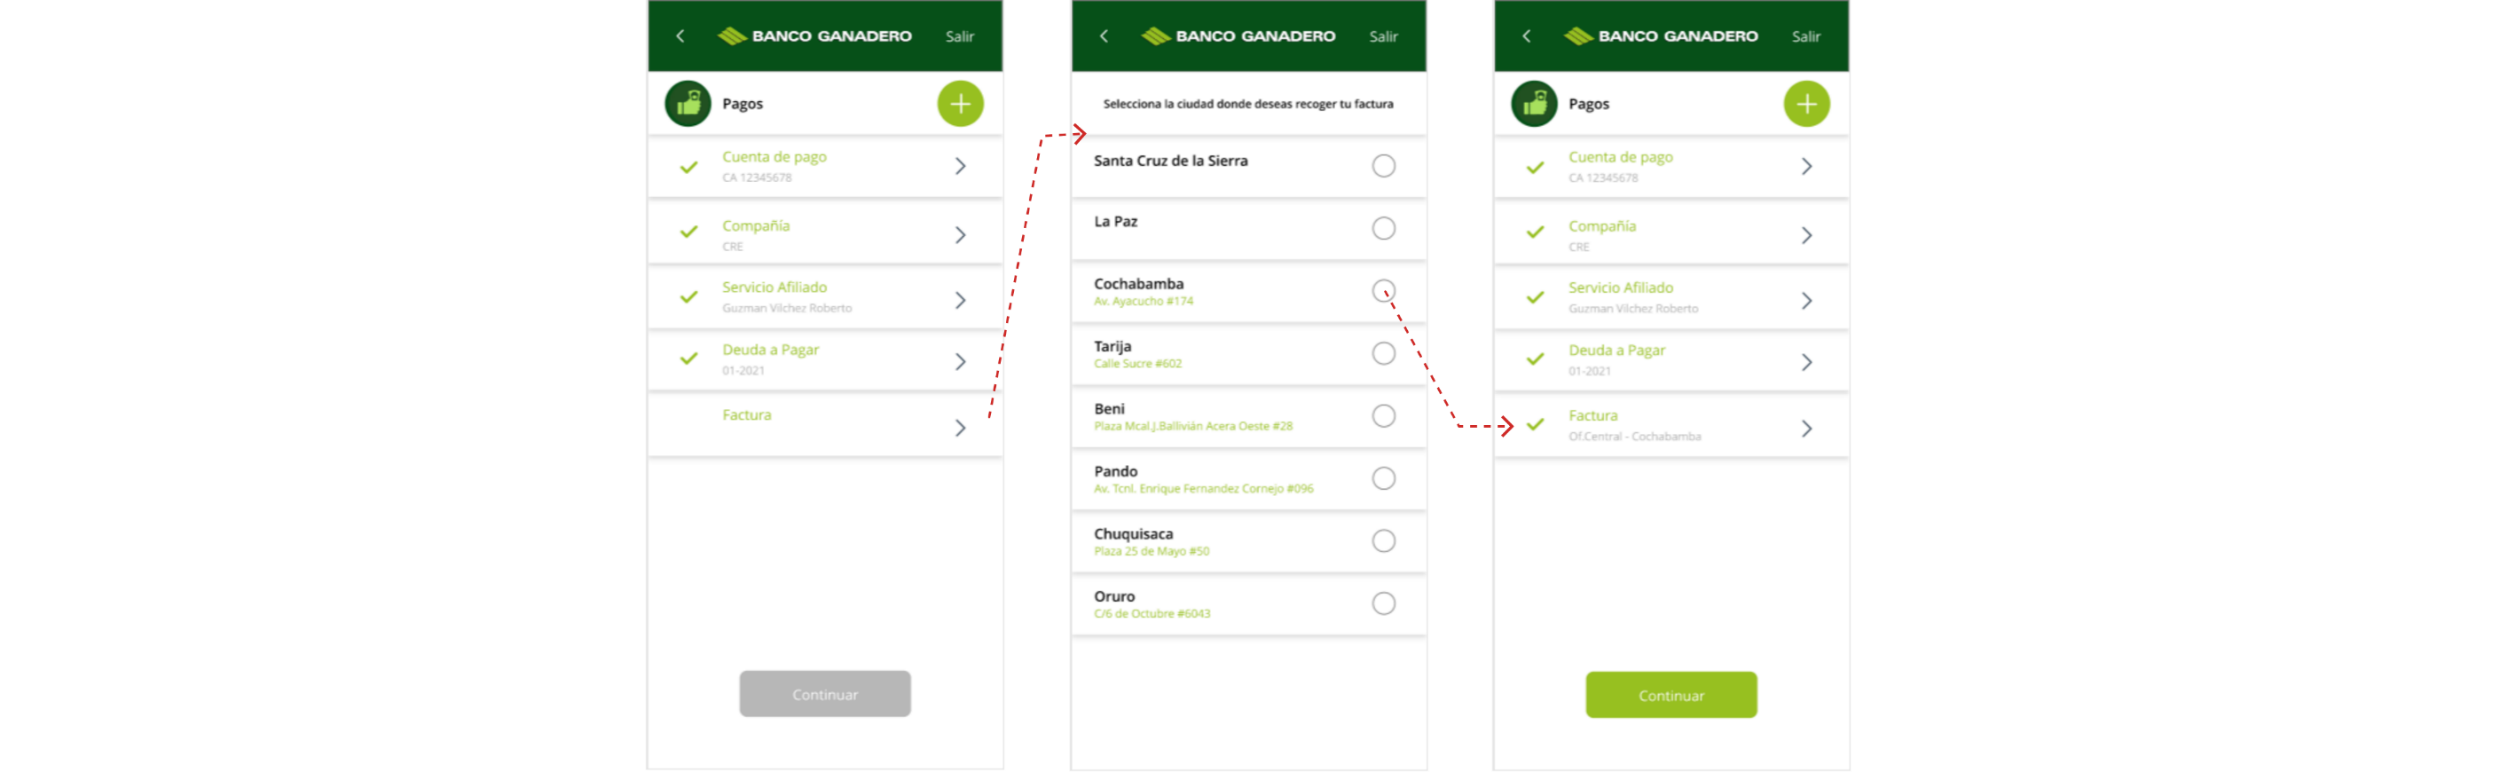 BANCO GANADERO
Salir
Pagos
Cuenta de pago
CA 12345678
Compañía
CRE
Servicio Afiliado
Guzman Vilchez Roberto
Deuda a Pagar
01-2021
Factura
Continuar
BANCO GANADERO
Salir
Selecciona la ciudad donde deseas recoger tu factura
Santa Cruz de la Sierra
La Paz
Cochabamba
Av. Ayacucho #174
Tarija
Calle Sucre #602
Beni
Plaza Mcal.J.Ballivián Acera Oeste #28
Pando
Av. Tcnl. Enrique Fernandez Cornejo #096
Chuquisaca
Plaza 25 de Mayo #50
Oruro
C/6 de Octubre #6043
BANCO GANADERO
Salir
Pagos
Cuenta de pago
CA 12345678
Compañía
CRE
Servicio Afiliado
Guzman Vilchez Roberto
Deuda a Pagar
01-2021
Factura
Of.Central - Cochabamba
Continuar